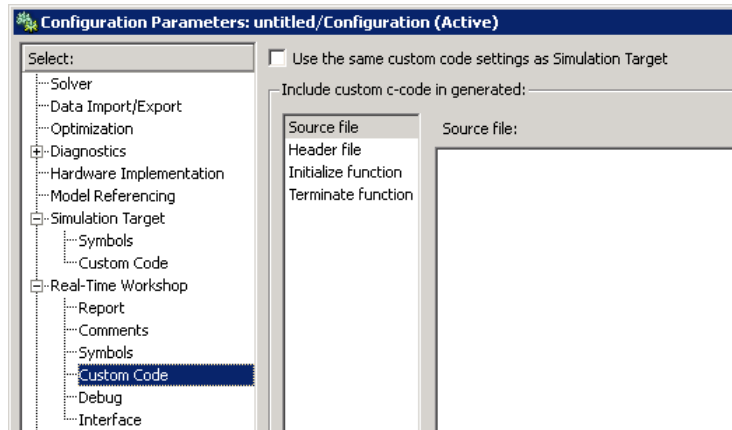 Configuration Parameters: untitled/Configuration (Active)
Select:
Solver
Data Import/Export
Optimization
Diagnostics
Hardware Implementation
Model Referencing
Simulation Target
Symbols
Custom Code
Real-Time Workshop
Report
Comments
Symbols
Custom Code
Debug
Interface
Use the same custom code settings as Simulation Target
Include custom c-code in generated:
Source file
Header file
Initialize function
Terminate function
Source file: